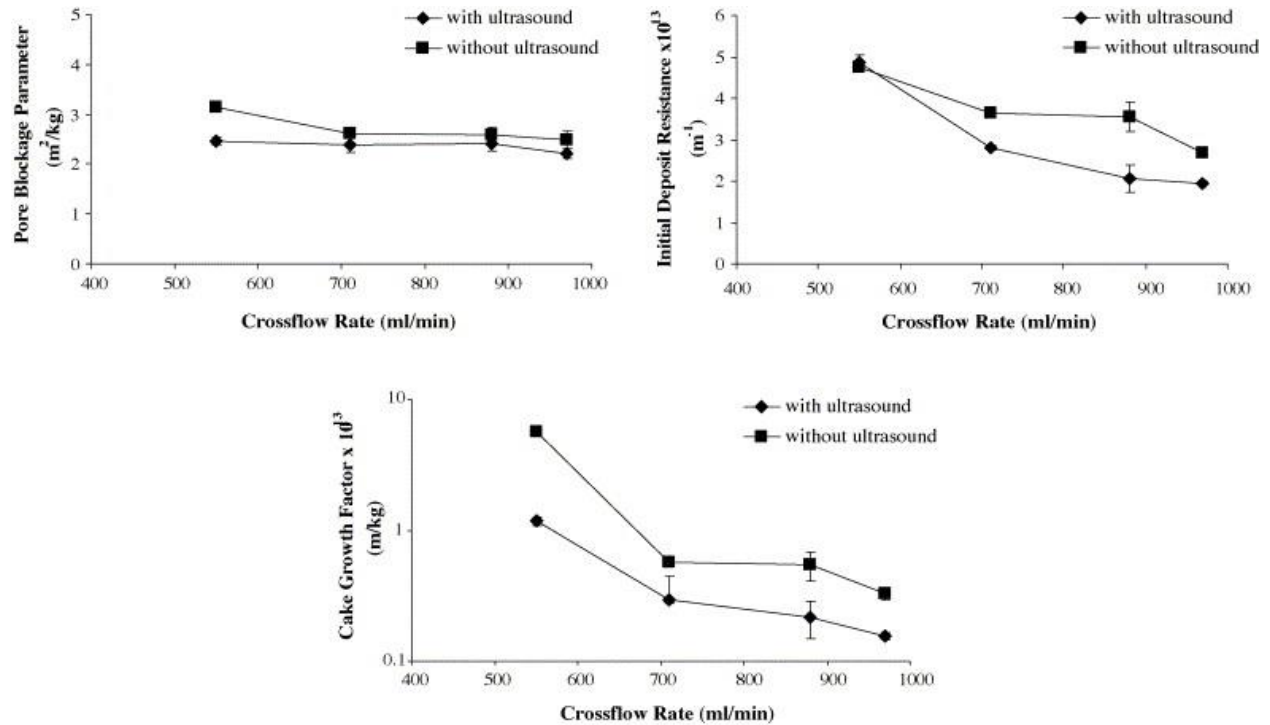 5
4
3
2
1
0
Pore Blockage Parameter
(m²/kg)
with ultrasound
without ultrasound
400 500 600 700 800 900 1000
Crossflow Rate (ml/min)
6
5
4
3
2
1
0
Initial Deposit Resistance x10¹³
(m⁻¹)
with ultrasound
without ultrasound
400 500 600 700 800 900 1000
Crossflow Rate (ml/min)
10
1
0.1
Cake Growth Factor x 10¹³
(m/kg)
with ultrasound
without ultrasound
400 500 600 700 800 900 1000
Crossflow Rate (ml/min)